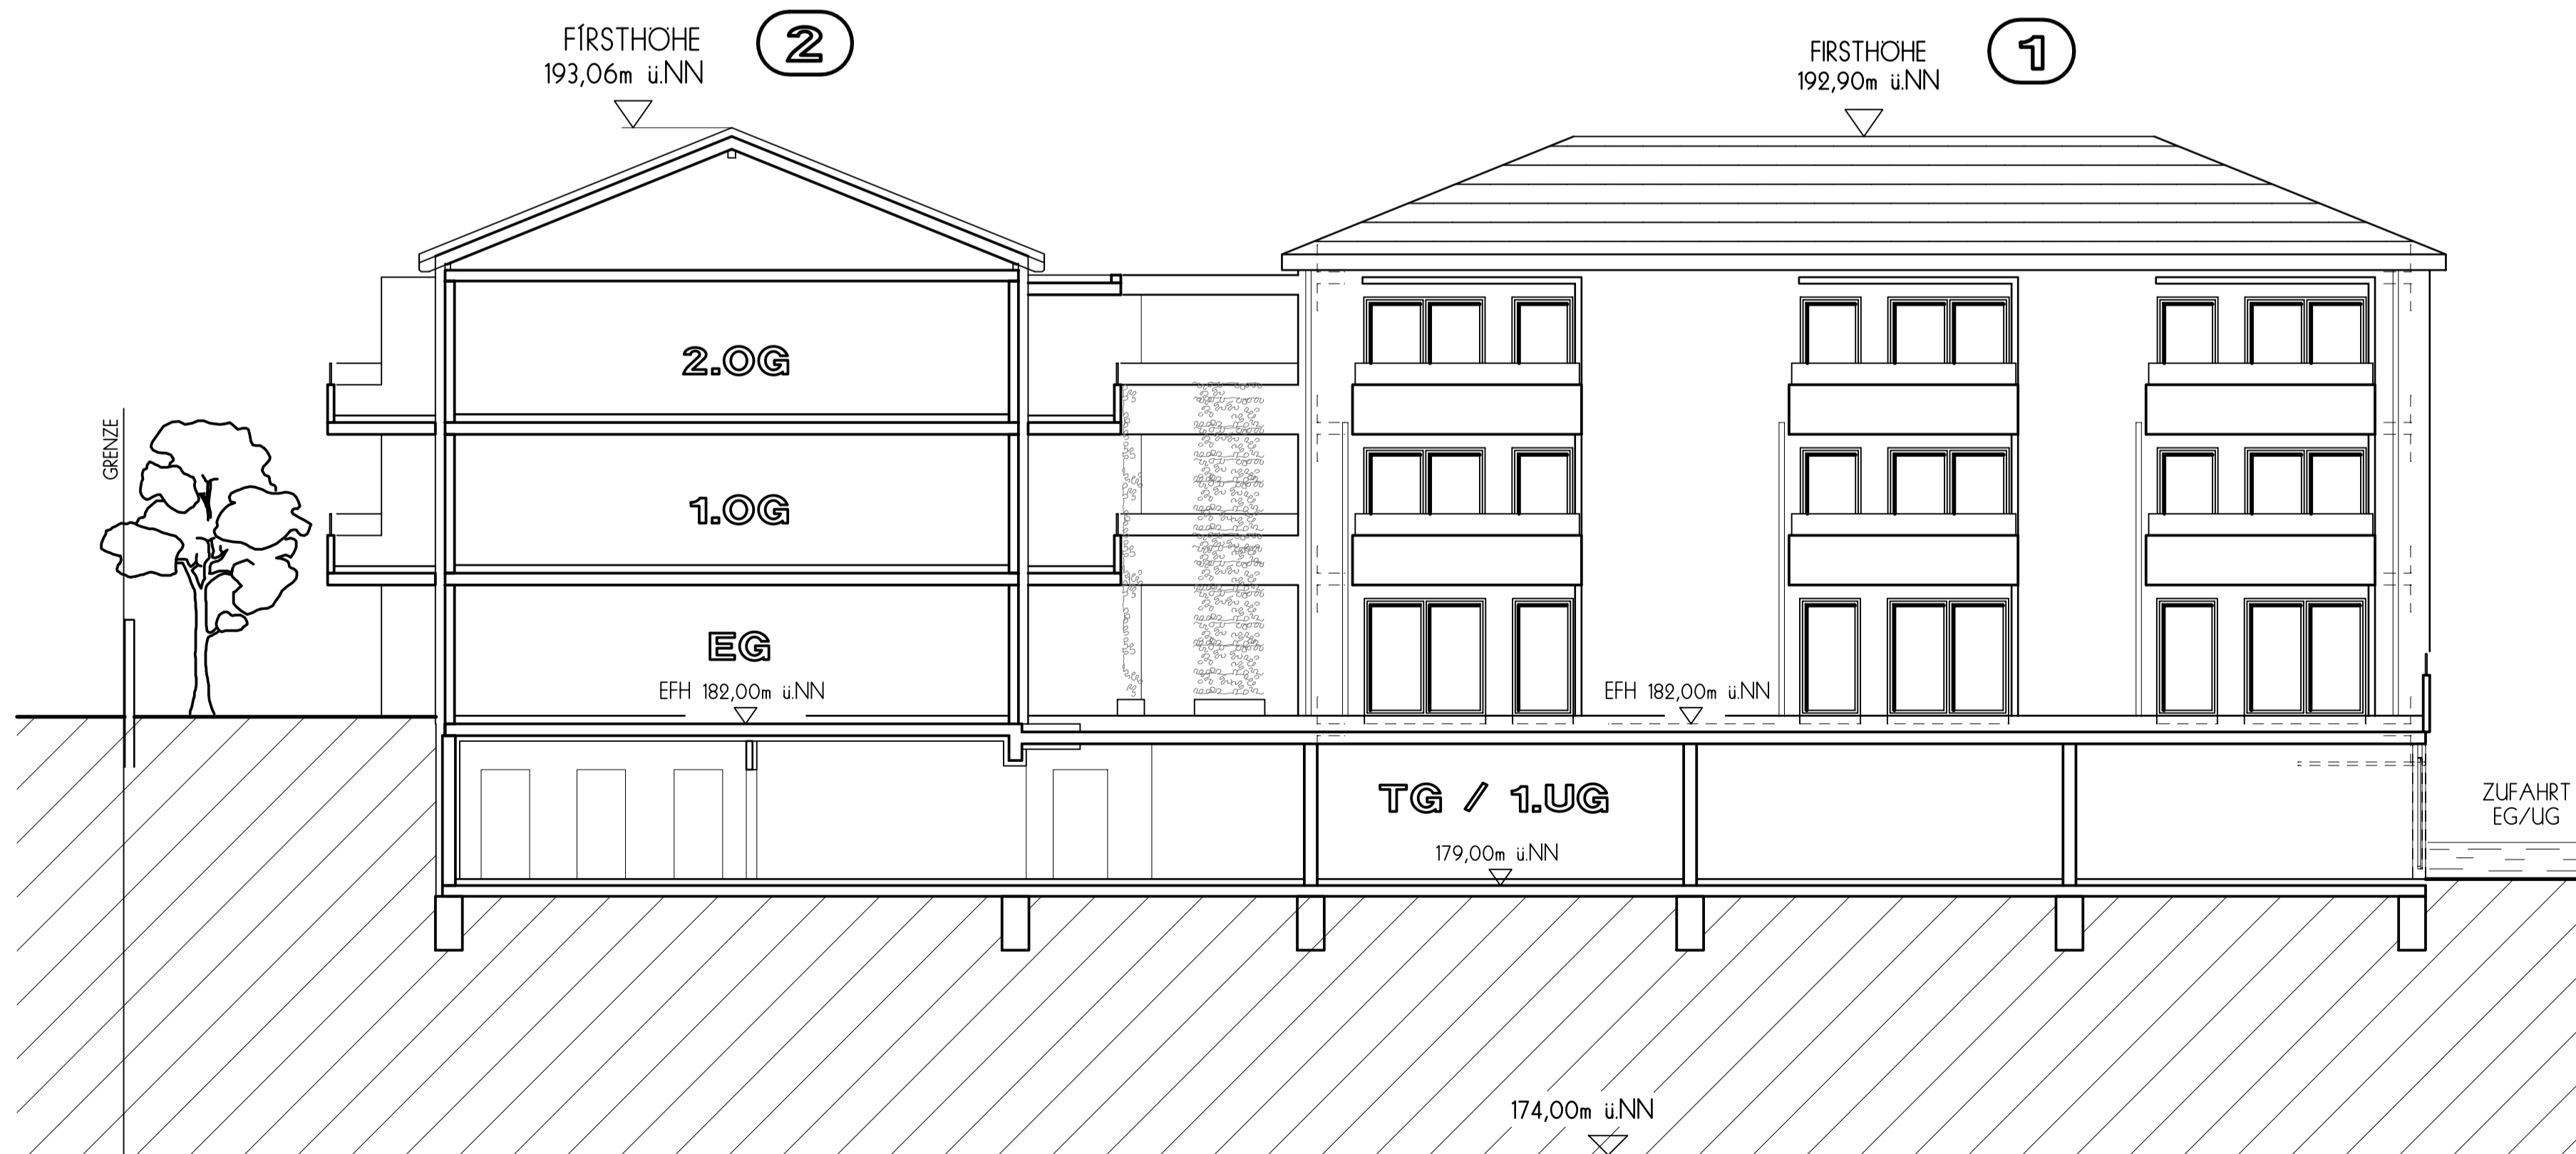 FIRSTHÖHE
193,06m ü.NN
2
FIRSTHÖHE
192,90m ü.NN
1
GRENZE
2.OG
1.OG
EG
EFH 182,00m ü.NN
EFH 182,00m ü.NN
TG / 1.UG
179,00m ü.NN
ZUFAHRT
EG/UG
174,00m ü.NN